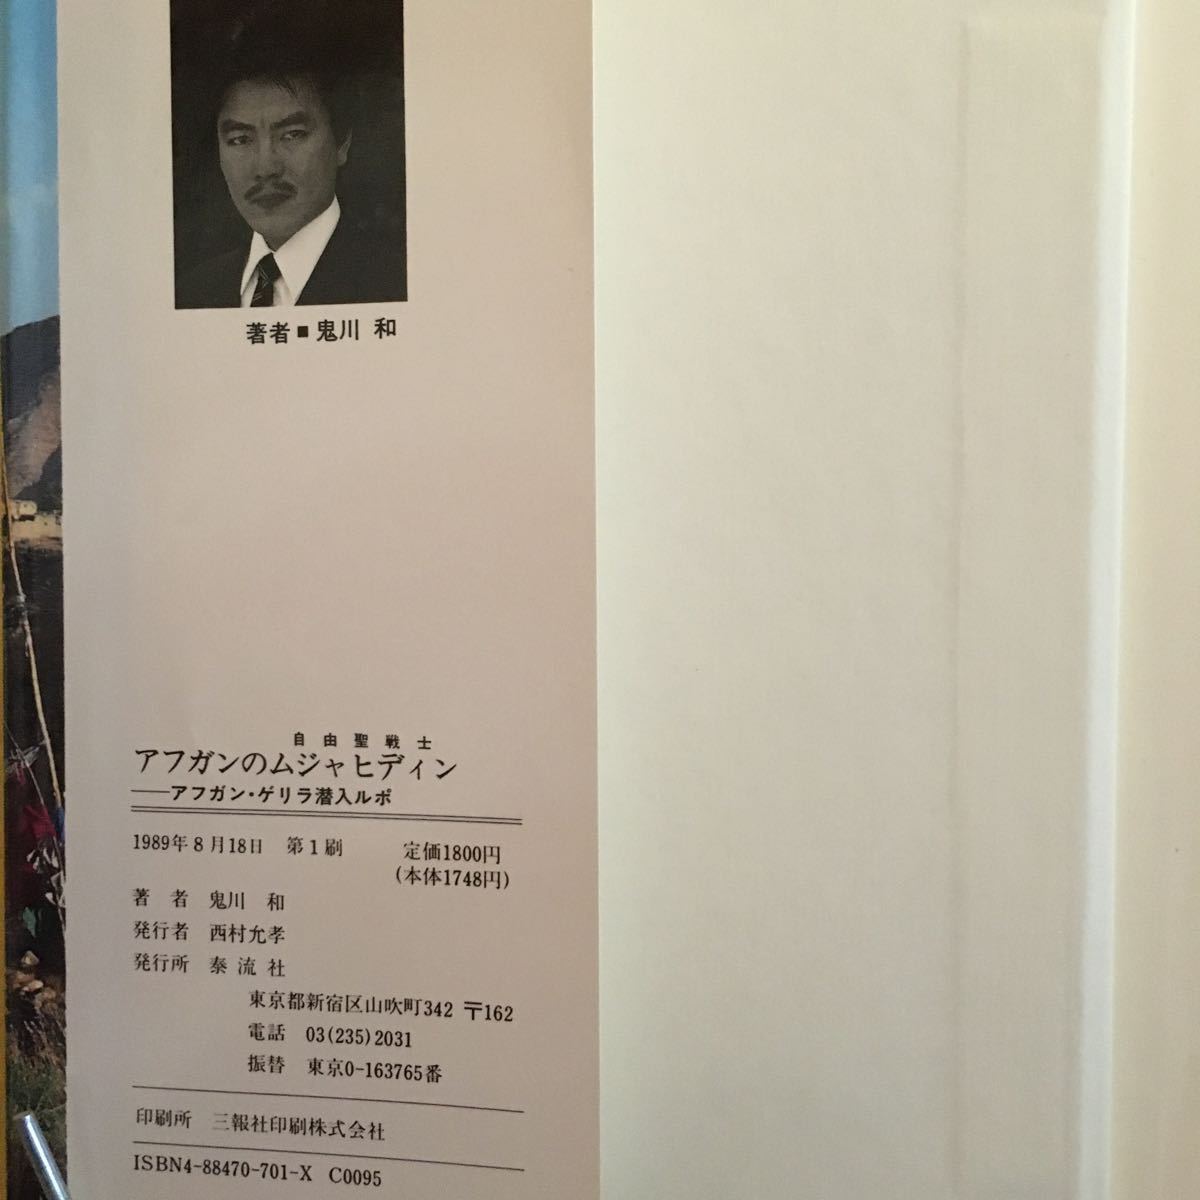 著者■鬼川 和
自由聖戦士
アフガンのムジャヒディン
――アフガン・ゲリラ潜入ルポ
1989年8月18日 第1刷 定価1800円
(本体1748円)
著 者 鬼川 和
発行者 西村允孝
発行所 泰流社
東京都新宿区山吹町342 〒162
電話 03(235)2031
振替 東京0-163765番
印刷所 三報社印刷株式会社
ISBN4-88470-701-X C0095